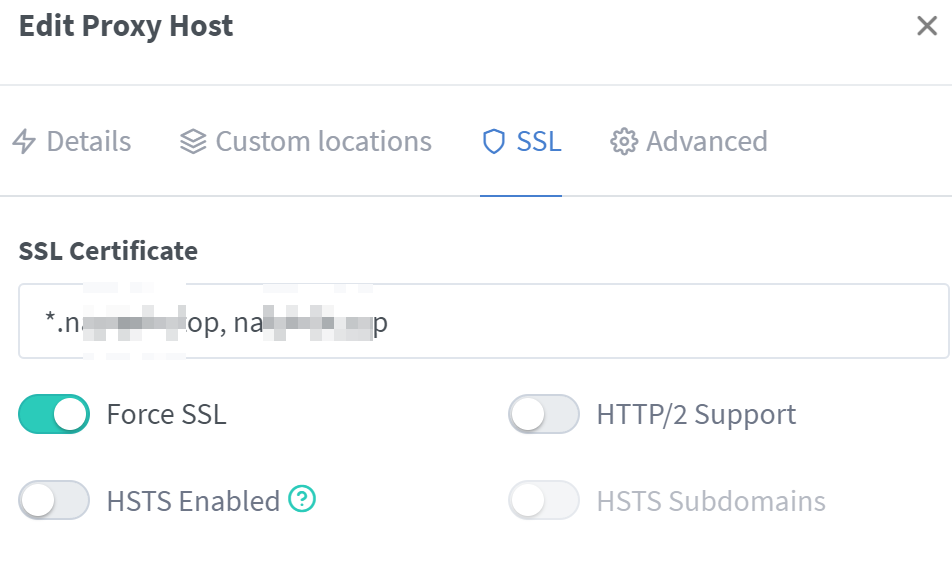 Edit Proxy Host
Details Custom locations SSL Advanced
SSL Certificate
Force SSL HTTP/2 Support
HSTS Enabled HSTS Subdomains